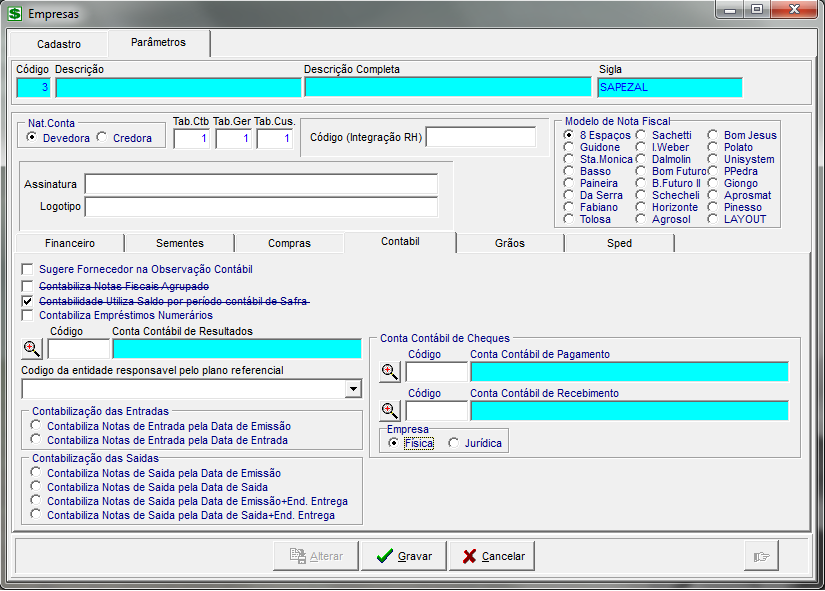 Empresas
Cadastro Parâmetros
Código Descrição Descrição Completa Sigla
3 SAPEZAL
Nat.Conta Tab.Ctb Tab.Ger Tab.Cus. Modelo de Nota Fiscal
Devedora Credora 1 1 1 Código (Integração RH) 8 Espaços Sachetti Bom Jesus
Guidone I.Weber Polato
Sta.Monica Dalmolin Unisystem
Basso Bom Futuro PPedra
Paineira B.Futuro II Giongo
Da Serra Schecheli Aprosmat
Fabiano Horizonte Pinesso
Tolosa Agrosol LAYOUT
Assinatura
Logotipo
Financeiro Sementes Compras Contabil Grãos Sped
Sugere Fornecedor na Observação Contábil
Contabiliza Notas Fiscais Agrupado
Contabilidade Utiliza Saldo por período contábil de Safra
Contabiliza Empréstimos Numerários
Código Conta Contábil de Resultados
Codigo da entidade responsavel pelo plano referencial
Contabilização das Entradas
Contabiliza Notas de Entrada pela Data de Emissão
Contabiliza Notas de Entrada pela Data de Entrada
Contabilização das Saidas
Contabiliza Notas de Saida pela Data de Emissão
Contabiliza Notas de Saida pela Data de Saida
Contabiliza Notas de Saida pela Data de Emissão+End. Entrega
Contabiliza Notas de Saida pela Data de Saida+End. Entrega
Conta Contábil de Cheques
Código Conta Contábil de Pagamento
Código Conta Contábil de Recebimento
Empresa
Física Jurídica
Alterar Gravar Cancelar